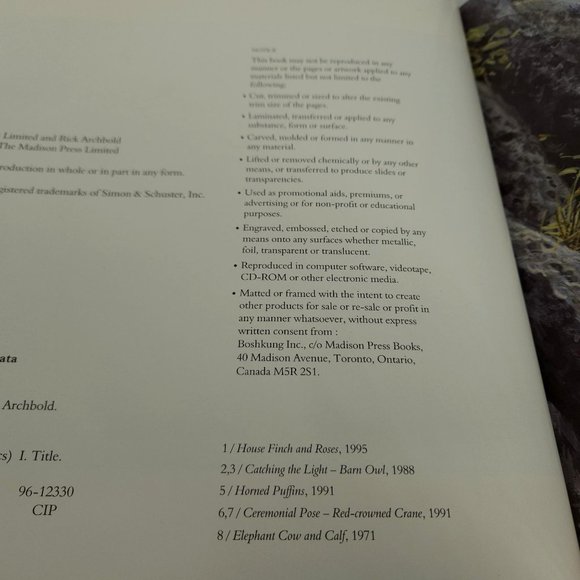 NOTICE
This book may not be reproduced in any
manner or the pages or artwork applied to any
materials listed but not limited to the
following:
• Cut, trimmed or sized to alter the existing
trim size of the pages.
• Laminated, transferred or applied to any
substance, form or surface.
• Carved, molded or formed in any manner in
any material.
• Lifted or removed chemically or by any other
means, or transferred to produce slides or
transparencies.
• Used as promotional aids, premiums, or
advertising or for non-profit or educational
purposes.
• Engraved, embossed, etched or copied by any
means onto any surfaces whether metallic,
foil, transparent or translucent.
• Reproduced in computer software, videotape,
CD-ROM or other electronic media.
• Matted or framed with the intent to create
other products for sale or re-sale or profit in
any manner whatsoever, without express
written consent from :
Boshkung Inc., c/o Madison Press Books,
40 Madison Avenue, Toronto, Ontario,
Canada M5R 2S1.
Limited and Rick Archbold
The Madison Press Limited
roduction in whole or in part in any form.
gistered trademarks of Simon & Schuster, Inc.
ata
Archbold.
cs) I. Title.
96-12330
CIP
1 / House Finch and Roses, 1995
2,3 / Catching the Light – Barn Owl, 1988
5 / Horned Puffins, 1991
6,7 / Ceremonial Pose – Red-crowned Crane, 1991
8 / Elephant Cow and Calf, 1971